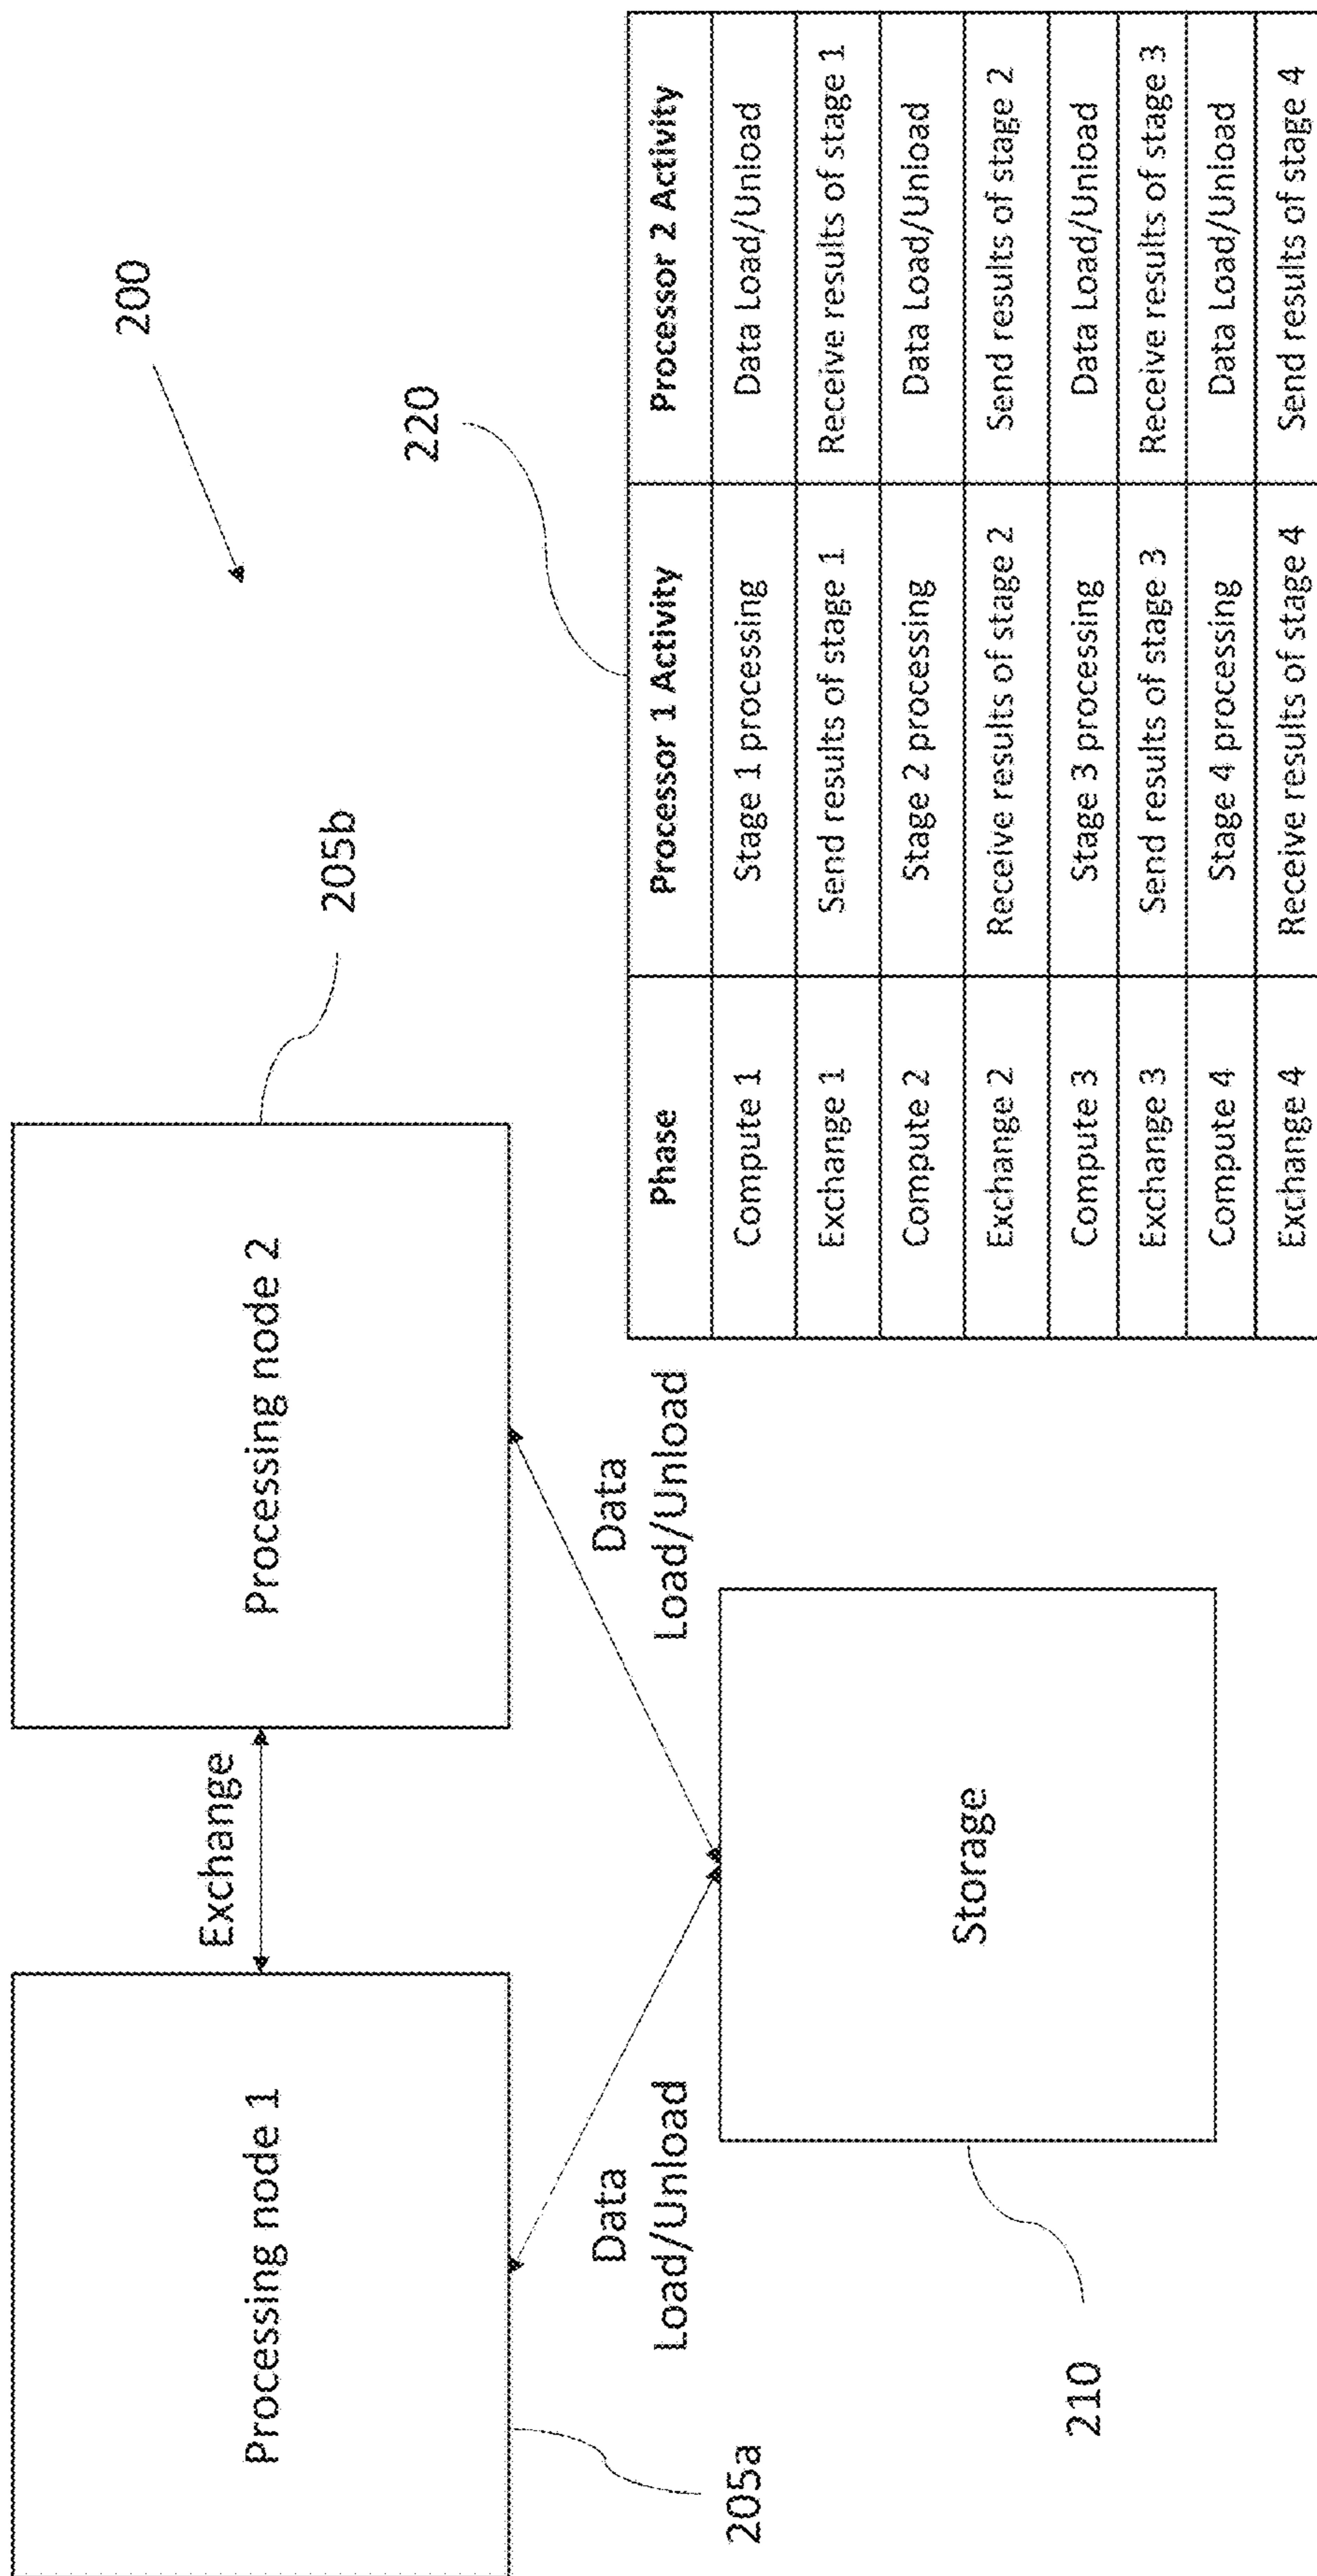 200
Processing node 1
Exchange
Processing node 2
205b
220
Data
Load/Unload
Data
Load/Unload
205a
Storage
210
Phase Processor 1 Activity Processor 2 Activity
Compute 1 Stage 1 processing Data Load/Unload
Exchange 1 Send results of stage 1 Receive results of stage 1
Compute 2 Stage 2 processing Data Load/Unload
Exchange 2 Receive results of stage 2 Send results of stage 2
Compute 3 Stage 3 processing Data Load/Unload
Exchange 3 Send results of stage 3 Receive results of stage 3
Compute 4 Stage 4 processing Data Load/Unload
Exchange 4 Receive results of stage 4 Send results of stage 4